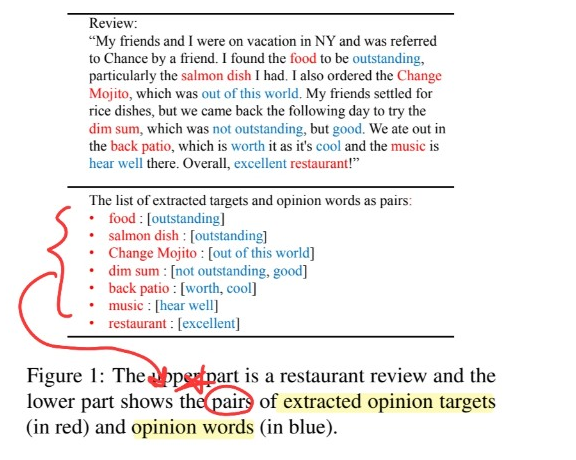 Review:
“My friends and I were on vacation in NY and was referred
to Chance by a friend. I found the food to be outstanding,
particularly the salmon dish I had. I also ordered the Change
Mojito, which was out of this world. My friends settled for
rice dishes, but we came back the following day to try the
dim sum, which was not outstanding, but good. We ate out in
the back patio, which is worth it as it's cool and the music is
hear well there. Overall, excellent restaurant!”
The list of extracted targets and opinion words as pairs:
• food : [outstanding]
• salmon dish : [outstanding]
• Change Mojito : [out of this world]
• dim sum : [not outstanding, good]
• back patio : [worth, cool]
• music : [hear well]
• restaurant : [excellent]
Figure 1: The upper part is a restaurant review and the
lower part shows the pairs of extracted opinion targets
(in red) and opinion words (in blue).